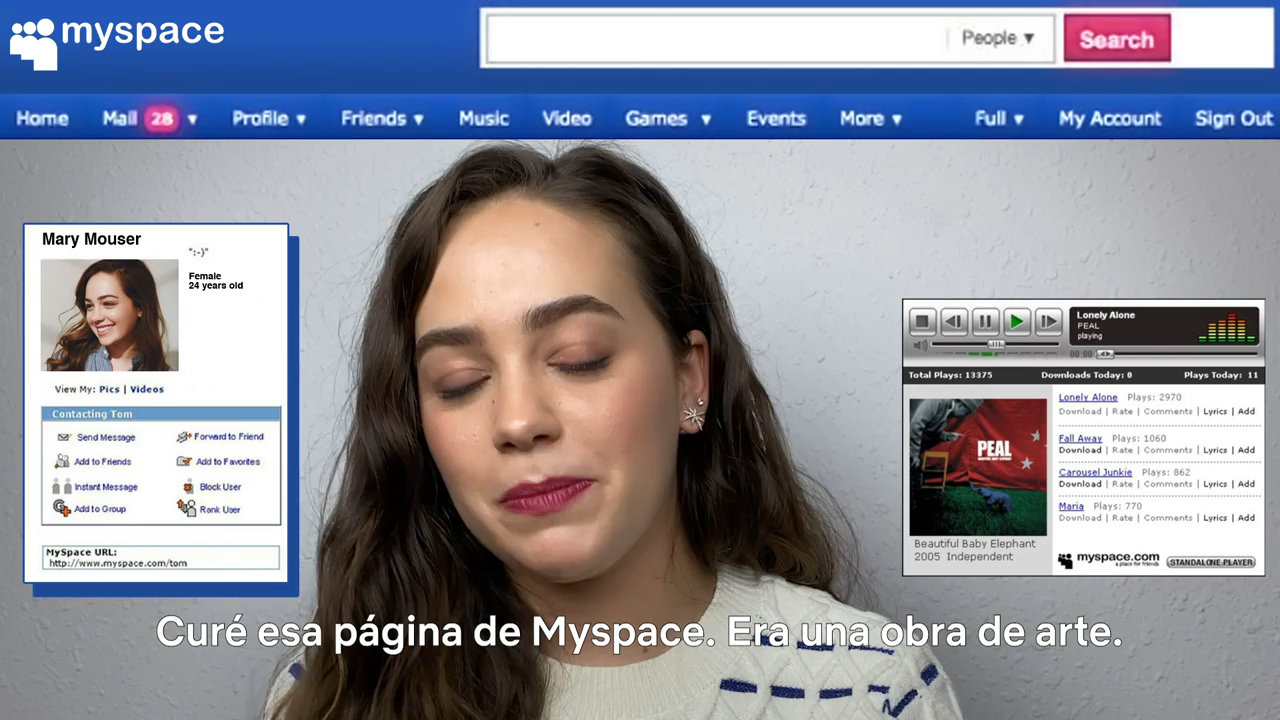 myspace
People ▼
Search
Home Mail 28 ▼ Profile ▼ Friends ▼ Music Video Games ▼ Events More ▼ Full ▼ My Account Sign Out
Mary Mouser
":-)"
Female
24 years old
View My: Pics | Videos
Contacting Tom
Send Message Forward to Friend
Add to Friends Add to Favorites
Instant Message Block User
Add to Group Rank User
MySpace URL:
http://www.myspace.com/tom
Lonely Alone
PEAL
playing
00:00
Total Plays: 13375 Downloads Today: 0 Plays Today: 11
PEAL
Beautiful Baby Elephant
2005 Independent
Lonely Alone Plays: 2970
Download | Rate | Comments | Lyrics | Add
Fall Away Plays: 1060
Download | Rate | Comments | Lyrics | Add
Carousel Junkie Plays: 862
Download | Rate | Comments | Lyrics | Add
Maria Plays: 770
Download | Rate | Comments | Lyrics | Add
myspace.com
a place for friends
STANDALONE PLAYER
Curé esa página de Myspace. Era una obra de arte.